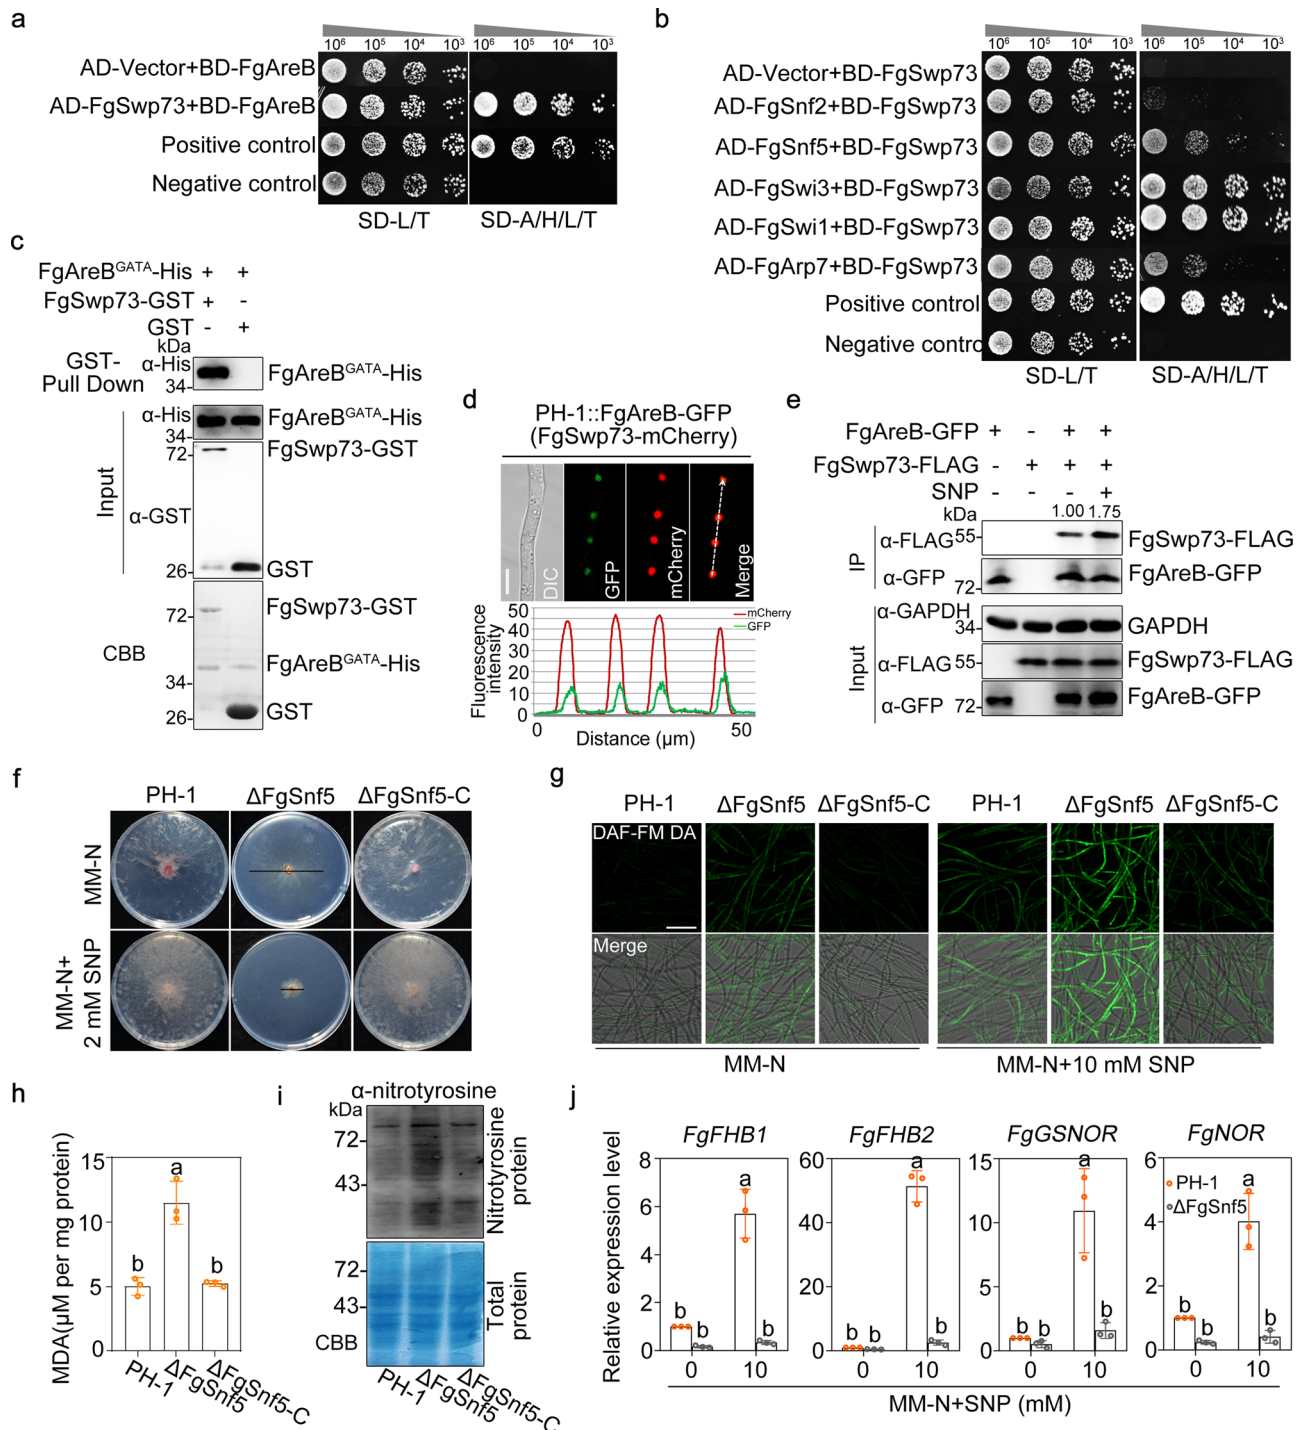 a
10⁶ 10⁵ 10⁴ 10³ 10⁶ 10⁵ 10⁴ 10³
AD-Vector+BD-FgAreB
AD-FgSwp73+BD-FgAreB
Positive control
Negative control
SD-L/T SD-A/H/L/T
b
10⁶ 10⁵ 10⁴ 10³ 10⁶ 10⁵ 10⁴ 10³
AD-Vector+BD-FgSwp73
AD-FgSnf2+BD-FgSwp73
AD-FgSnf5+BD-FgSwp73
AD-FgSwi3+BD-FgSwp73
AD-FgSwi1+BD-FgSwp73
AD-FgArp7+BD-FgSwp73
Positive control
Negative contrc
SD-L/T SD-A/H/L/T
c
FgAreBᴳᴬᵀᴬ-His + +
FgSwp73-GST + -
GST - +
kDa
GST-
Pull Down
α-His
34-
FgAreBᴳᴬᵀᴬ-His
Input
α-His
34-
FgAreBᴳᴬᵀᴬ-His
72-
FgSwp73-GST
α-GST
26-
GST
CBB
72-
FgSwp73-GST
FgAreBᴳᴬᵀᴬ-His
34-
26-
GST
d
PH-1::FgAreB-GFP
(FgSwp73-mCherry)
DIC GFP mCherry Merge
Fluorescence
intensity
50
40
30
20
10
0
mCherry
GFP
0 50
Distance (μm)
e
FgAreB-GFP + - + +
FgSwp73-FLAG - + + +
SNP - - - +
kDa 1.00 1.75
IP
α-FLAG 55- FgSwp73-FLAG
α-GFP 72- FgAreB-GFP
Input
α-GAPDH 34- GAPDH
α-FLAG 55- FgSwp73-FLAG
α-GFP 72- FgAreB-GFP
f
PH-1 ΔFgSnf5 ΔFgSnf5-C
MM-N
MM-N+
2 mM SNP
g
PH-1 ΔFgSnf5 ΔFgSnf5-C PH-1 ΔFgSnf5 ΔFgSnf5-C
DAF-FM DA
Merge
MM-N MM-N+10 mM SNP
h
MDA(μM per mg protein)
15
10
5
0
b a b
PH-1 ΔFgSnf5 ΔFgSnf5-C
i
α-nitrotyrosine
kDa
72
43
Nitrotyrosine
protein
72
43
CBB
Total
protein
PH-1 ΔFgSnf5 ΔFgSnf5-C
j
Relative expression level
FgFHB1 FgFHB2 FgGSNOR FgNOR
8
6
4
2
0
b b a b
0 10
60
40
20
0
b b a b
0 10
15
10
5
0
b b a b
0 10
6
4
2
0
PH-1
ΔFgSnf5
b b a b
0 10
MM-N+SNP (mM)